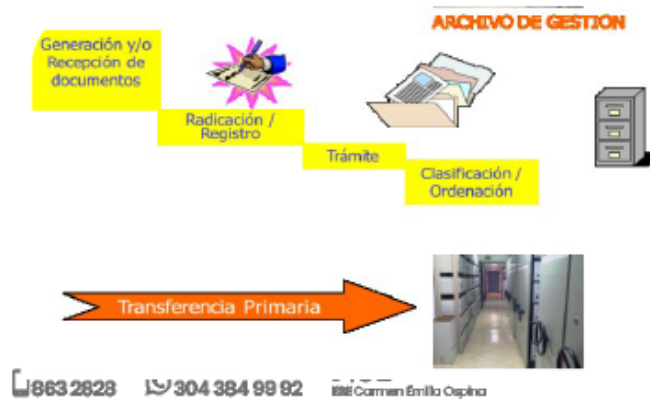 ARCHIVO DE GESTION
Generación y/o
Recepción de
documentos
Radicación /
Registro
Trámite
Clasificación /
Ordenación
Transferencia Primaria
863 2828
304 384 99 92
ESE Carmen Emilia Ospina